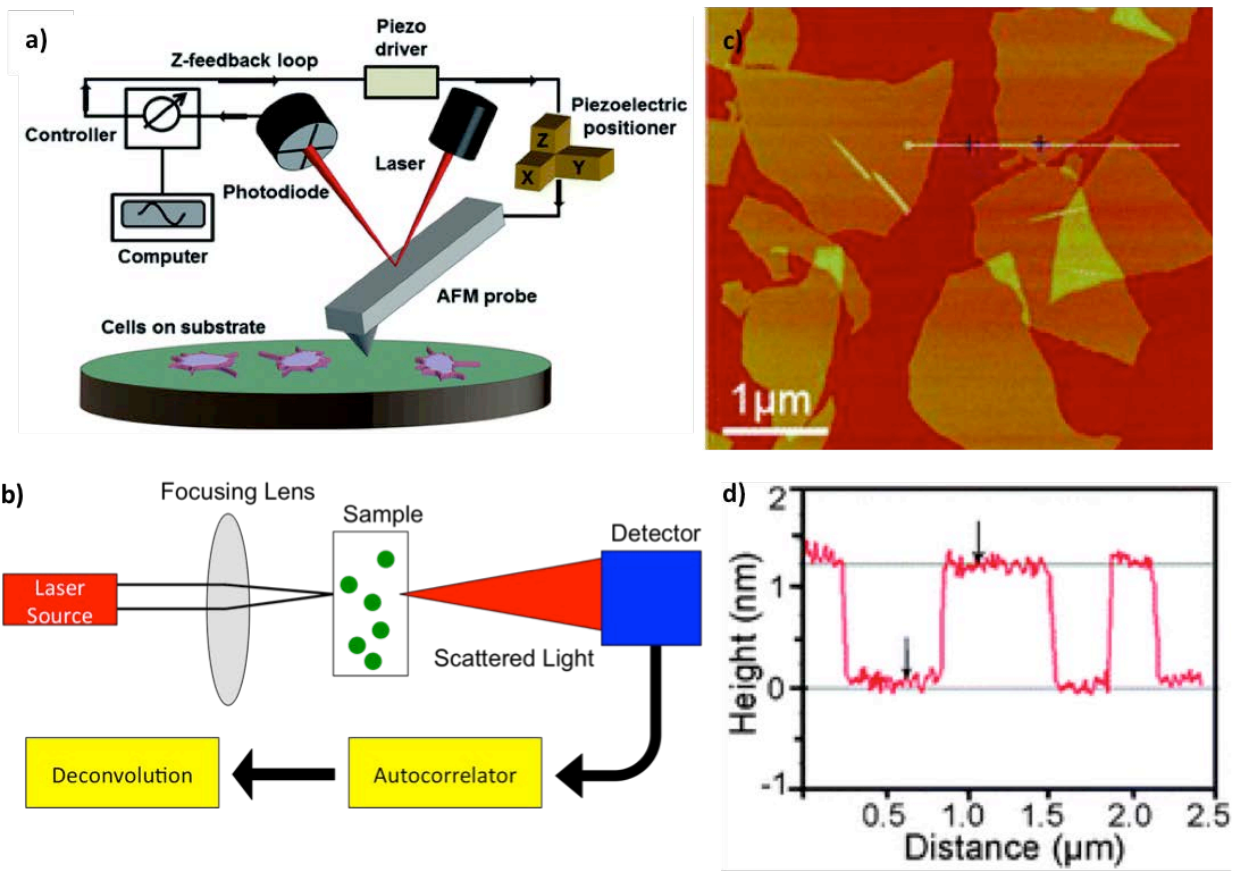 a)
Piezo
driver
Z-feedback loop
Controller
Photodiode
Laser
Piezoelectric
positioner
Z
X
Y
Computer
AFM probe
Cells on substrate
c)
1µm
b)
Focusing Lens
Sample
Detector
Laser
Source
Scattered Light
Deconvolution
Autocorrelator
d)
2
1
0
-1
Height (nm)
0.5 1.0 1.5 2.0 2.5
Distance (µm)